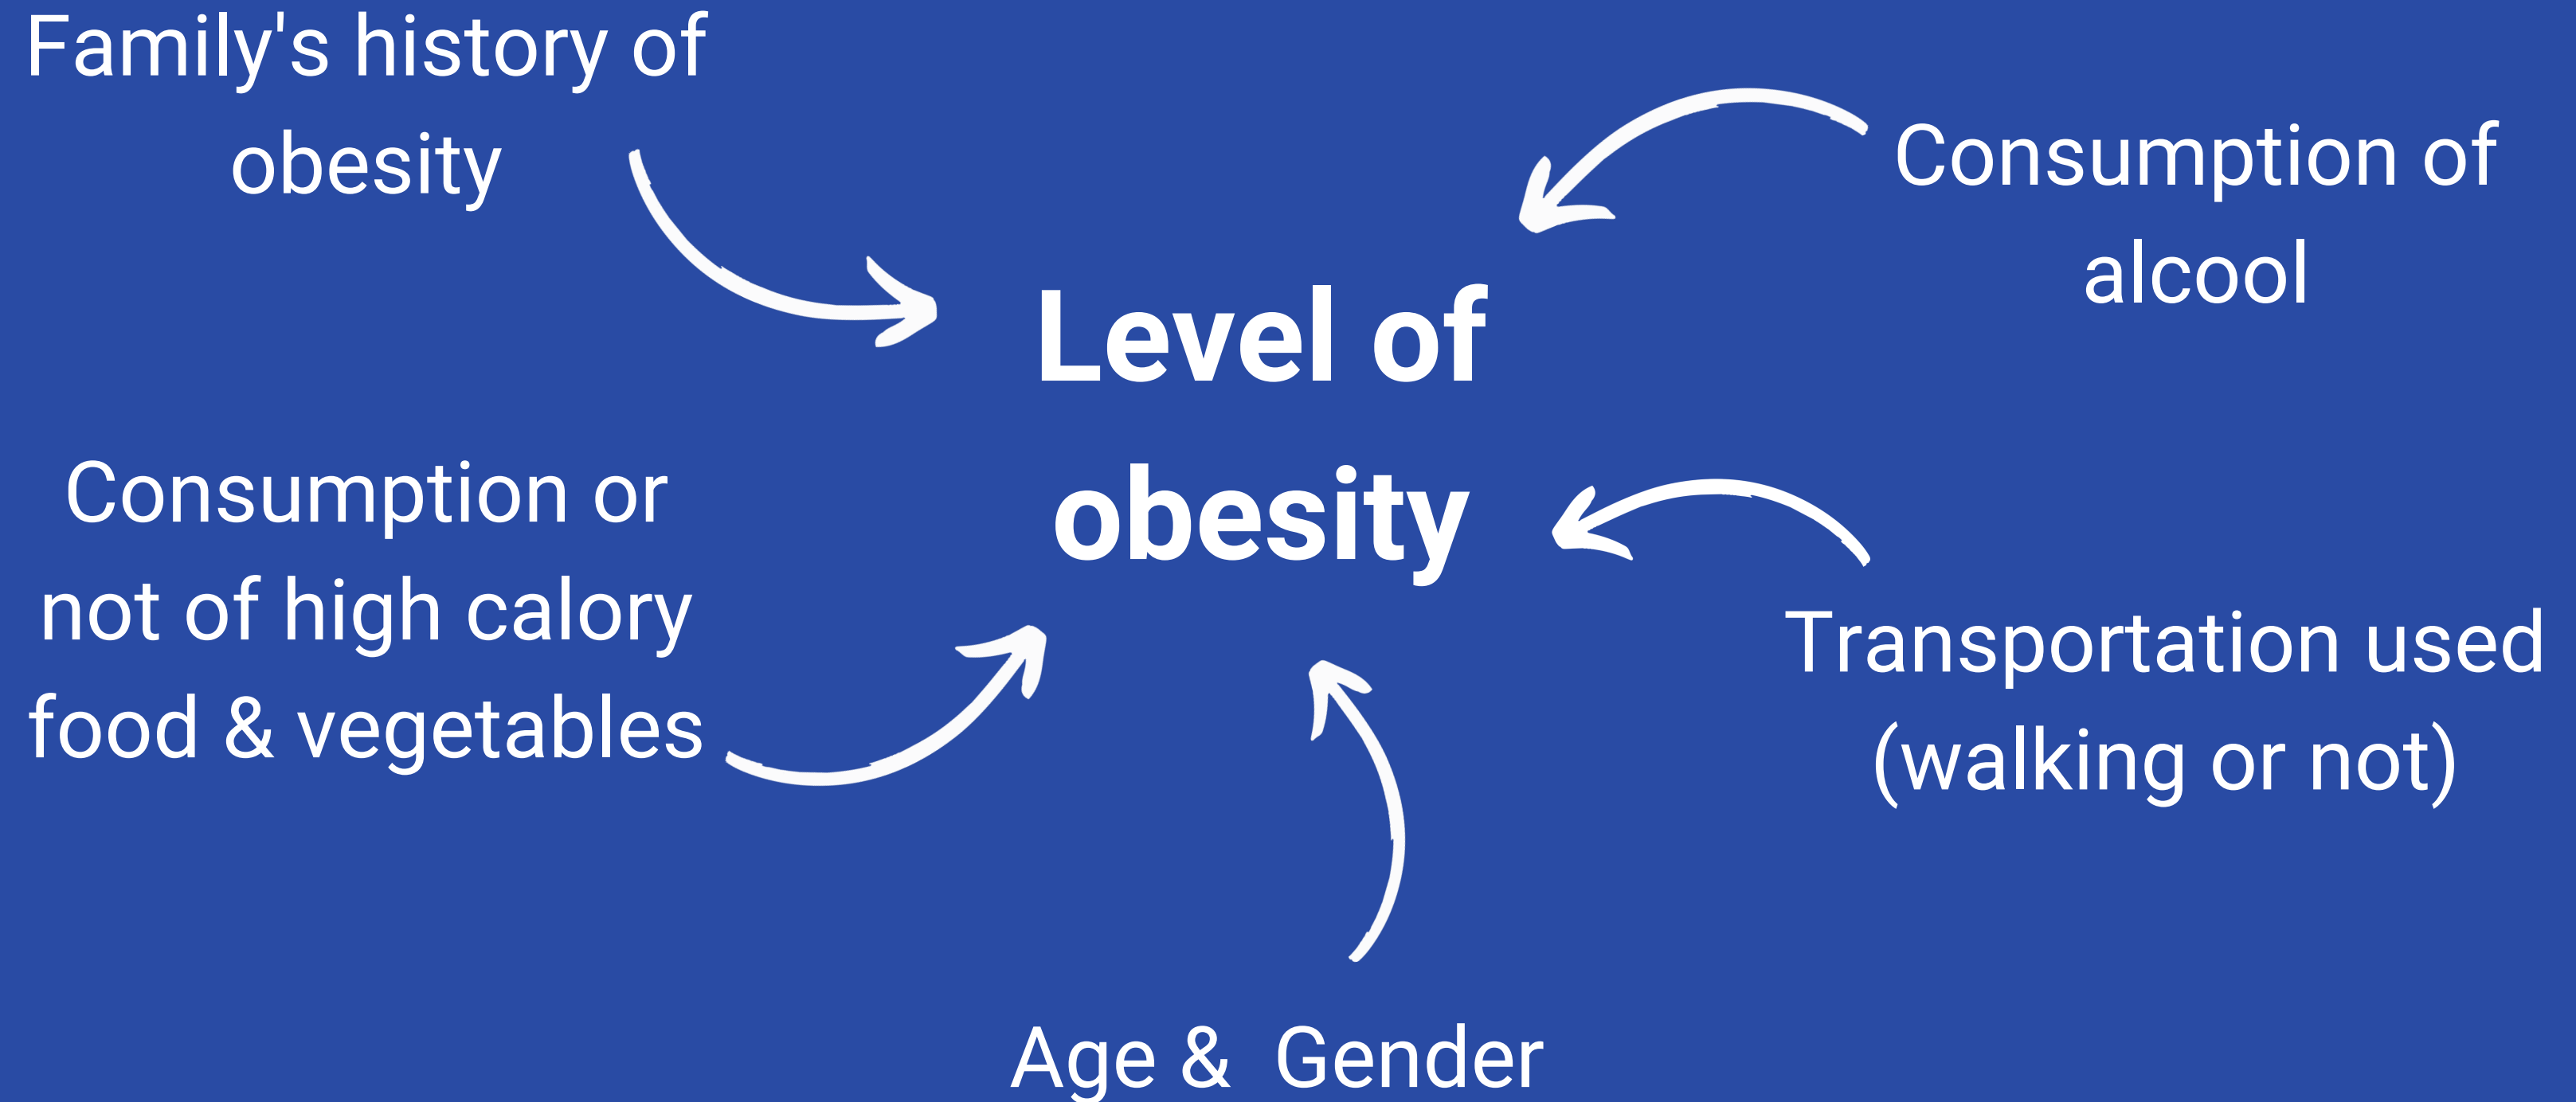 Family's history of
obesity
Consumption of
alcool
Level of
obesity
Consumption or
not of high calory
food & vegetables
Transportation used
(walking or not)
Age & Gender